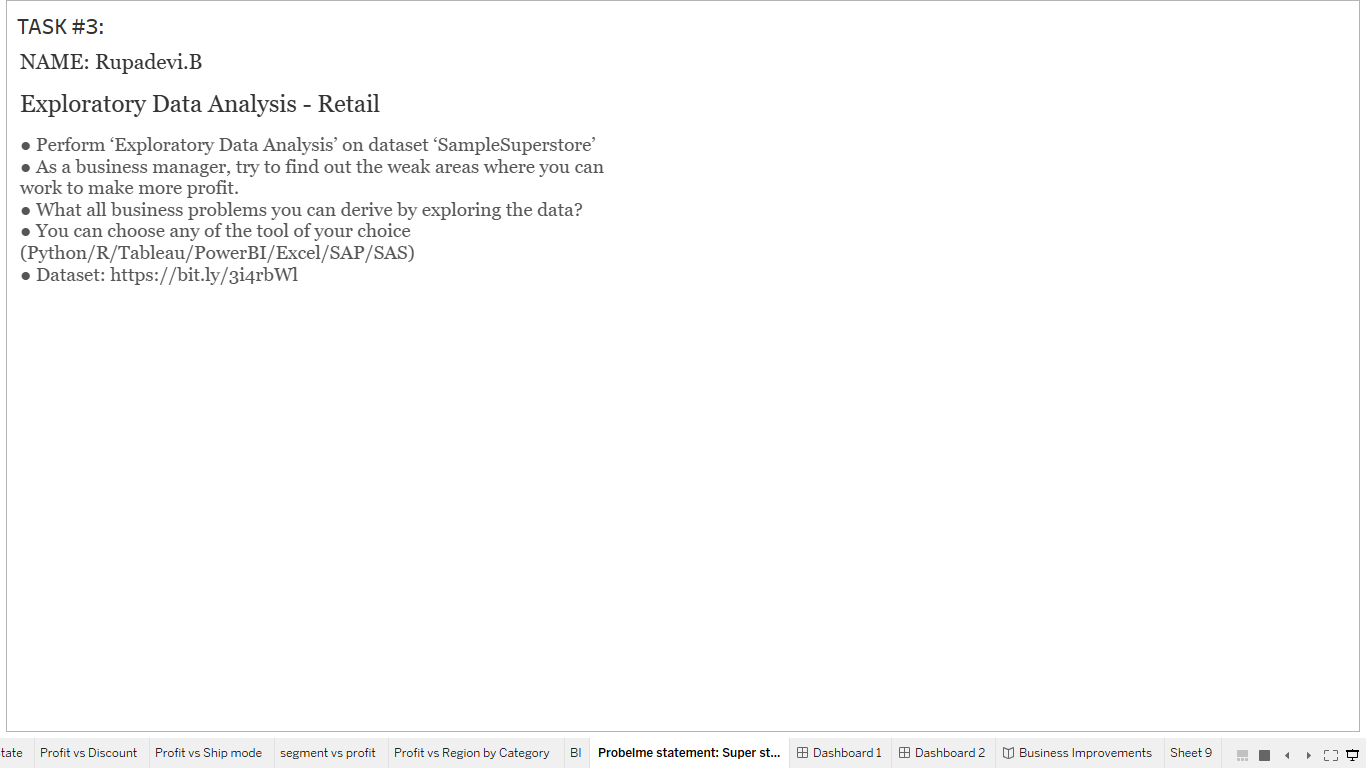 TASK #3:
NAME: Rupadevi.B
Exploratory Data Analysis - Retail
● Perform ‘Exploratory Data Analysis’ on dataset ‘SampleSuperstore’
● As a business manager, try to find out the weak areas where you can
work to make more profit.
● What all business problems you can derive by exploring the data?
● You can choose any of the tool of your choice
(Python/R/Tableau/PowerBI/Excel/SAP/SAS)
● Dataset: https://bit.ly/3i4rbWl
tate Profit vs Discount Profit vs Ship mode segment vs profit Profit vs Region by Category BI Probelme statement: Super st... Dashboard 1 Dashboard 2 Business Improvements Sheet 9